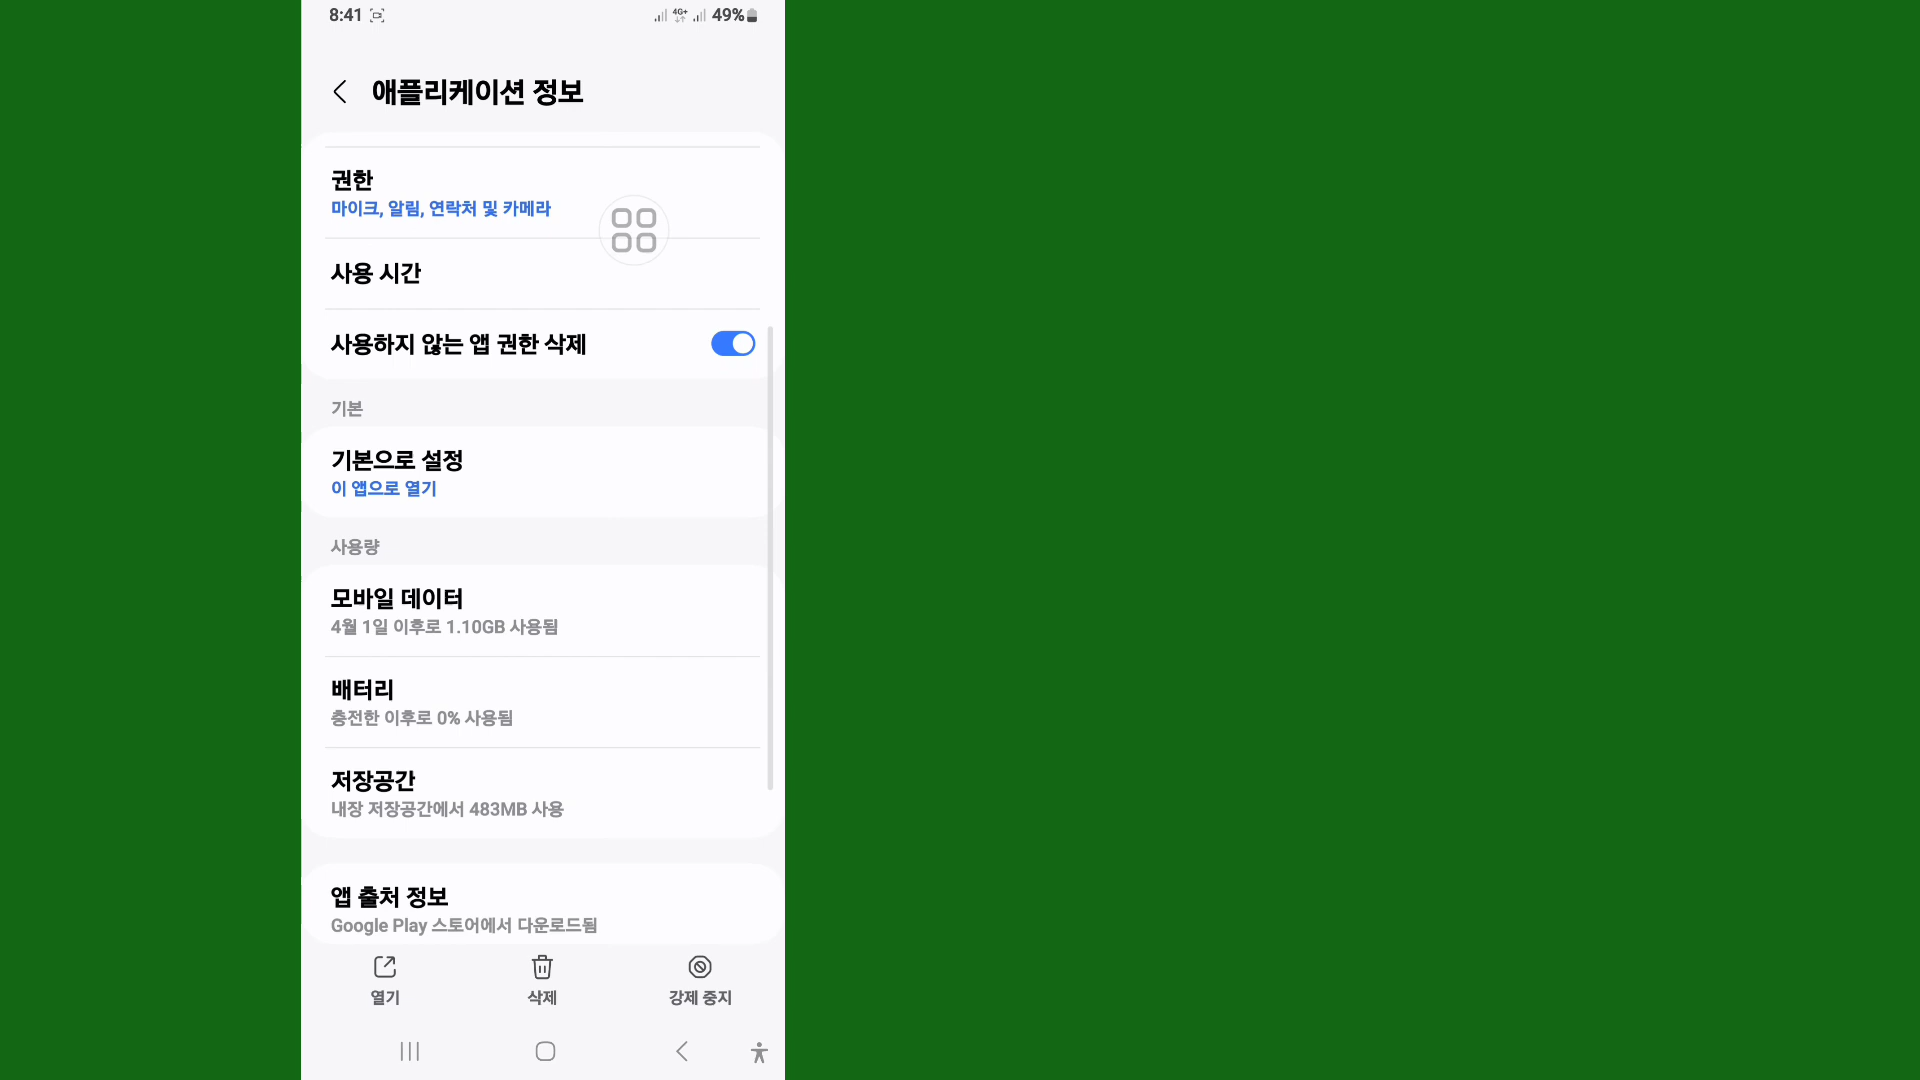 8:41
4G+ 49%
애플리케이션 정보
권한
마이크, 알림, 연락처 및 카메라
사용 시간
사용하지 않는 앱 권한 삭제
기본
기본으로 설정
이 앱으로 열기
사용량
모바일 데이터
4월 1일 이후로 1.10GB 사용됨
배터리
충전한 이후로 0% 사용됨
저장공간
내장 저장공간에서 483MB 사용
앱 출처 정보
Google Play 스토어에서 다운로드됨
열기
삭제
강제 중지